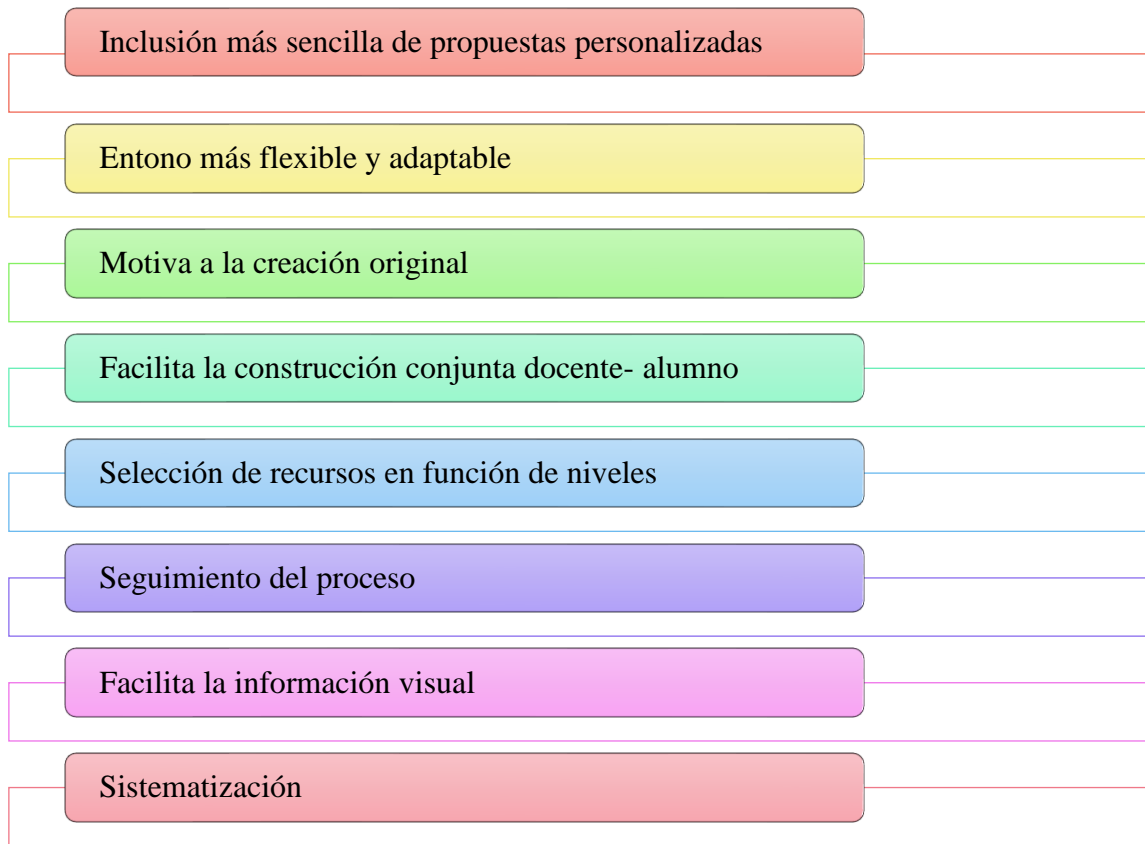 Inclusión más sencilla de propuestas personalizadas
Entono más flexible y adaptable
Motiva a la creación original
Facilita la construcción conjunta docente- alumno
Selección de recursos en función de niveles
Seguimiento del proceso
Facilita la información visual
Sistematización